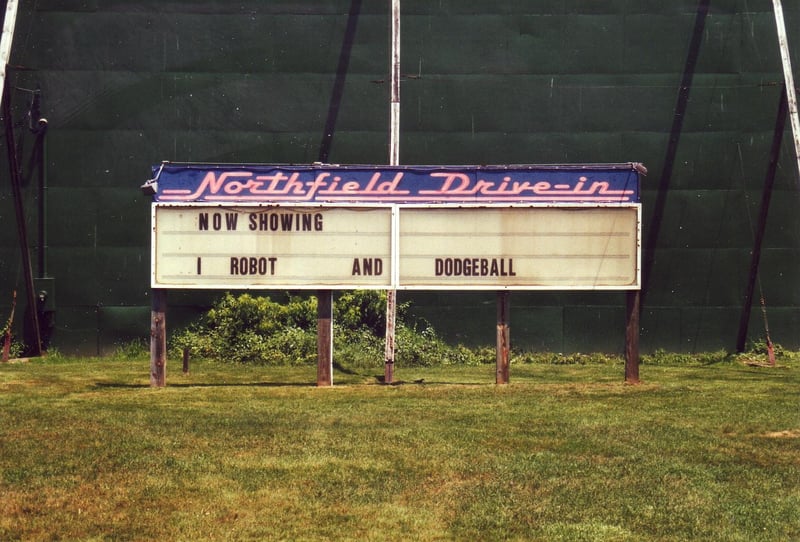 Northfield Drive-in
NOW SHOWING
I ROBOT AND DODGEBALL